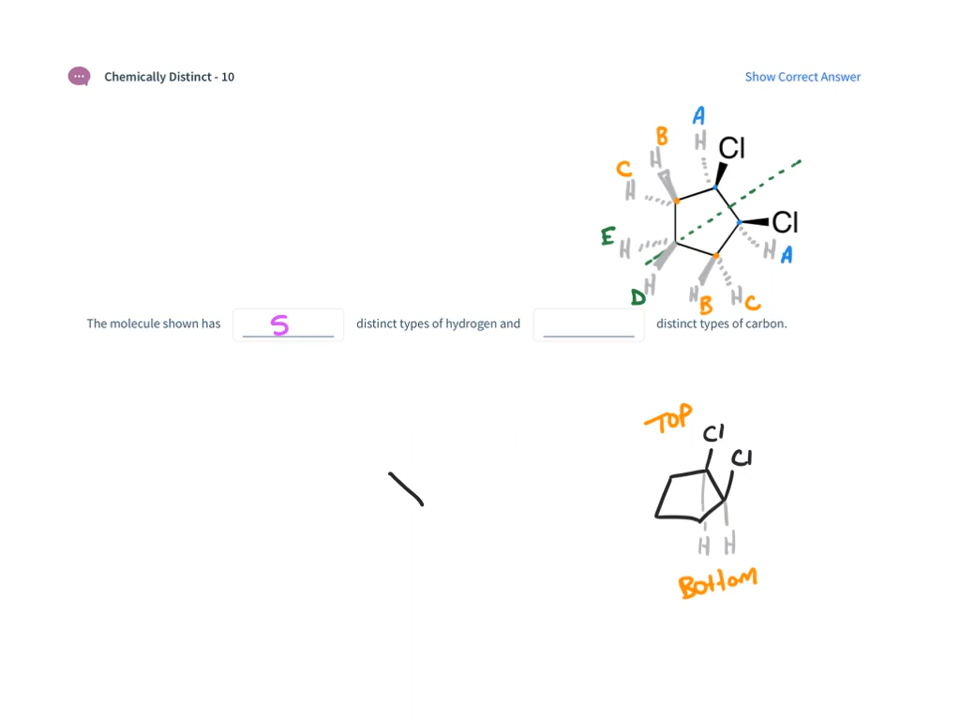 Chemically Distinct - 10
Show Correct Answer
A
B
H
Cl
C
H
H
E
H
Cl
H
A
H
D
H
B
H
C
The molecule shown has 5 distinct types of hydrogen and distinct types of carbon.
TOP
Cl
Cl
H
H
Bottom